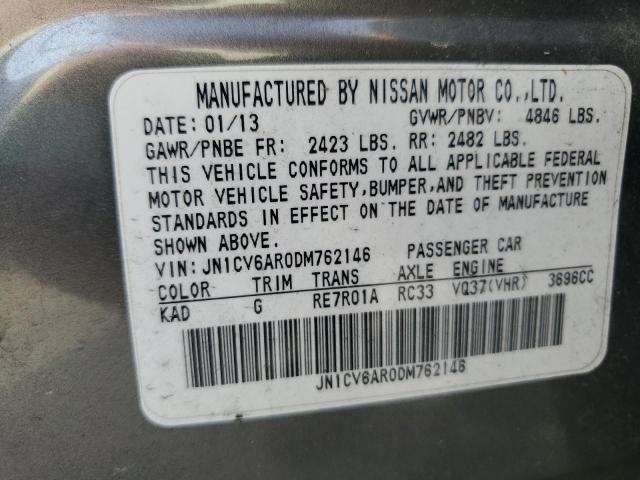 MANUFACTURED BY NISSAN MOTOR CO.,LTD.
DATE: 01/13 GVWR/PNBV: 4846 LBS.
GAWR/PNBE FR: 2423 LBS. RR: 2482 LBS.
THIS VEHICLE CONFORMS TO ALL APPLICABLE FEDERAL
MOTOR VEHICLE SAFETY,BUMPER,AND THEFT PREVENTION
STANDARDS IN EFFECT ON THE DATE OF MANUFACTURE
SHOWN ABOVE.
VIN: JN1CV6AR0DM762146 PASSENGER CAR
COLOR TRIM TRANS AXLE ENGINE
KAD G RE7R01A RC33 VQ37(VHR) 3696CC
JN1CV6AR0DM762146